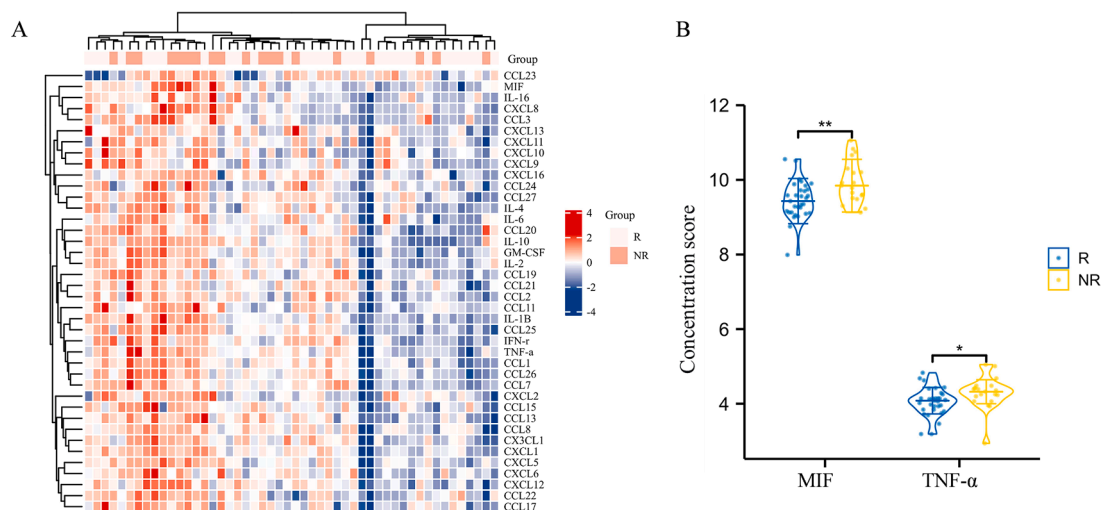 A
Group
CCL23
MIF
IL-16
CXCL8
CCL3
CXCL13
CXCL11
CXCL10
CXCL9
CXCL16
CCL24
CCL27
IL-4
IL-6
CCL20
IL-10
GM-CSF
IL-2
CCL19
CCL21
CCL2
CCL11
IL-1B
CCL25
IFN-r
TNF-a
CCL1
CCL26
CCL7
CXCL2
CCL15
CCL13
CCL8
CX3CL1
CXCL1
CXCL5
CXCL6
CXCL12
CCL22
CCL17
4
2
0
-2
-4
Group
R
NR
B
Concentration score
12
10
8
6
4
**
*
MIF TNF-α
R
NR